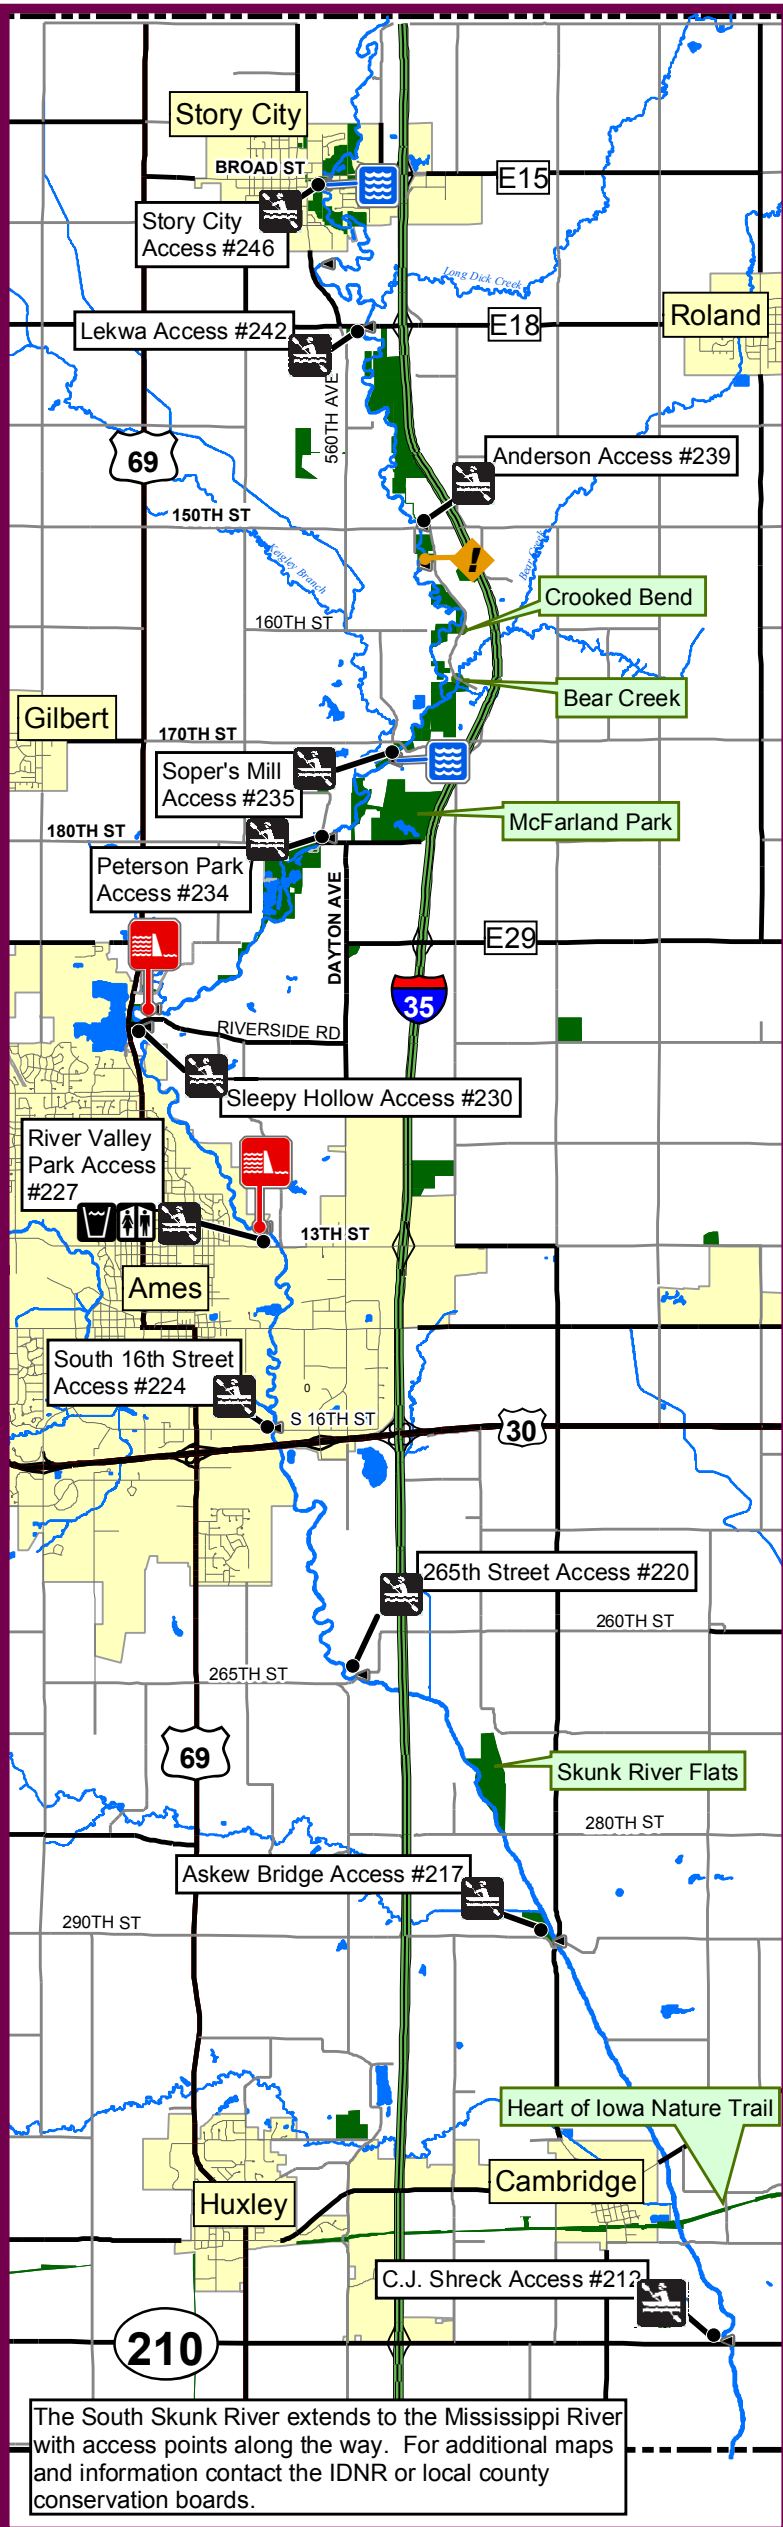 Story City
BROAD ST
E15
Story City
Access #246
Long Dick Creek
Roland
Lekwa Access #242
E18
560TH AVE
69
Anderson Access #239
150TH ST
!
Keigley Branch
Bear Creek
Crooked Bend
160TH ST
Bear Creek
Gilbert
170TH ST
Soper's Mill
Access #235
McFarland Park
180TH ST
Peterson Park
Access #234
DAYTON AVE
E29
35
RIVERSIDE RD
Sleepy Hollow Access #230
River Valley
Park Access
#227
13TH ST
Ames
South 16th Street
Access #224
0
S 16TH ST
30
265th Street Access #220
260TH ST
265TH ST
69
Skunk River Flats
280TH ST
Askew Bridge Access #217
290TH ST
Heart of Iowa Nature Trail
Cambridge
Huxley
C.J. Shreck Access #212
210
The South Skunk River extends to the Mississippi River
with access points along the way. For additional maps
and information contact the IDNR or local county
conservation boards.